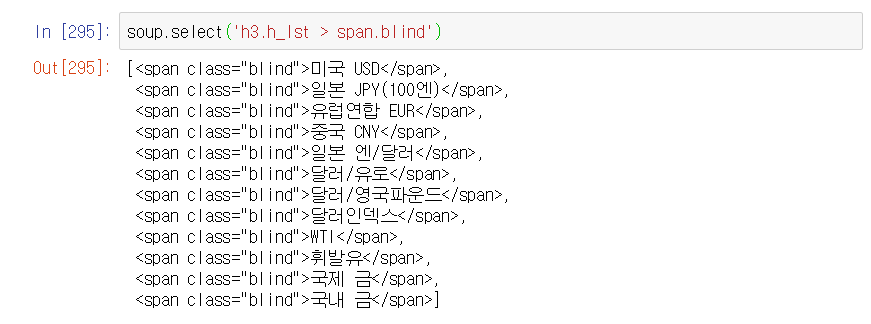 In [295]: soup.select('h3.h_lst > span.blind')
Out[295]: [<span class="blind">미국 USD</span>,
<span class="blind">일본 JPY(100엔)</span>,
<span class="blind">유럽연합 EUR</span>,
<span class="blind">중국 CNY</span>,
<span class="blind">일본 엔/달러</span>,
<span class="blind">달러/유로</span>,
<span class="blind">달러/영국파운드</span>,
<span class="blind">달러인덱스</span>,
<span class="blind">WTI</span>,
<span class="blind">휘발유</span>,
<span class="blind">국제 금</span>,
<span class="blind">국내 금</span>]